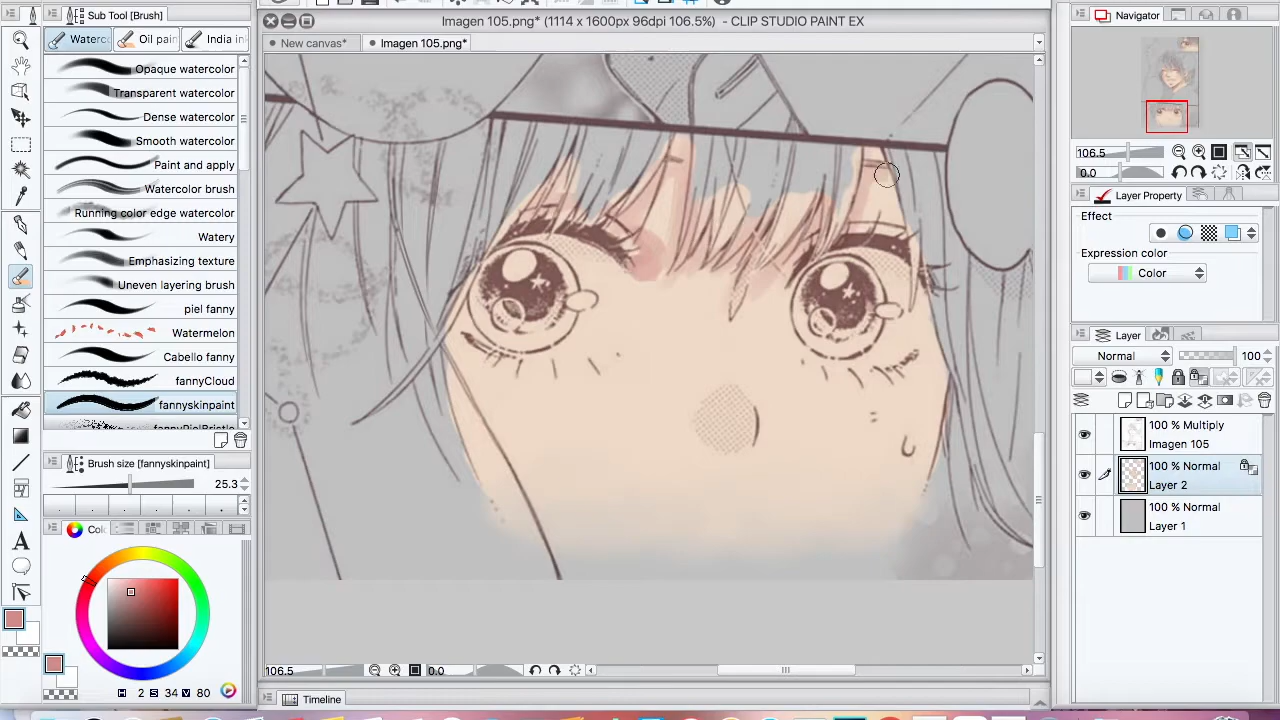 Sub Tool [Brush]
Imagen 105.png* (1114 x 1600px 96dpi 106.5%)  - CLIP STUDIO PAINT EX
Navigator
Waterc
Oil pain
India in
New canvas*
Imagen 105.png*
Opaque watercolor
Transparent watercolor
Dense watercolor
Smooth watercolor
Paint and apply
Watercolor brush
Running color edge watercolor
Watery
Emphasizing texture
Uneven layering brush
piel fanny
Watermelon
Cabello fanny
fannyCloud
fannyskinpaint
fannyPielBristle
106.5
0.0
Layer Property
Effect
Expression color
Color
Layer
Normal
100
100 % Multiply
Imagen 105
100 % Normal
Layer 2
100 % Normal
Layer 1
Brush size [fannyskinpaint]
25.3
Col
H 2 S 34 V 80
106.5
0.0
Timeline